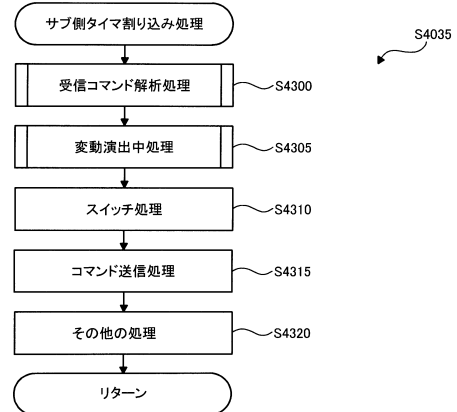 サブ側タイマ割り込み処理
S4035
受信コマンド解析処理
S4300
変動演出中処理
S4305
スイッチ処理
S4310
コマンド送信処理
S4315
その他の処理
S4320
リターン